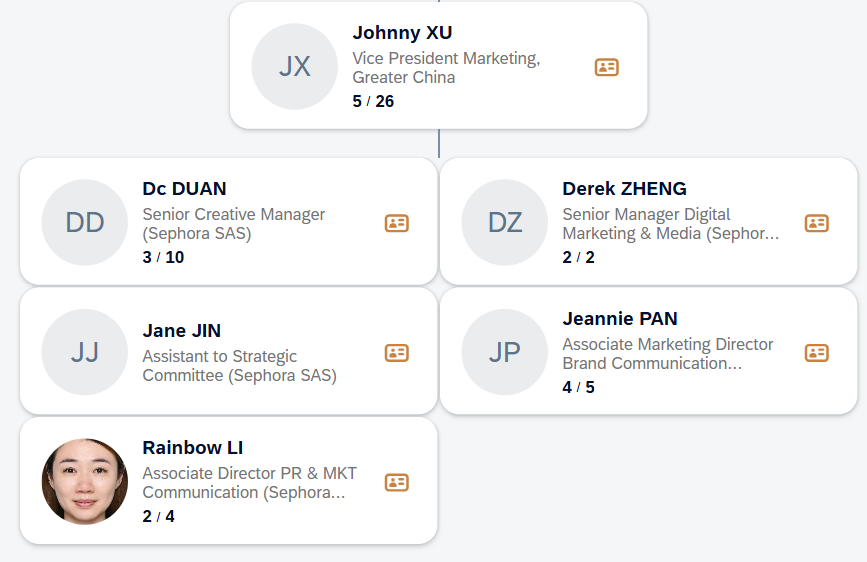 JX
Johnny XU
Vice President Marketing,
Greater China
5 / 26
DD
Dc DUAN
Senior Creative Manager
(Sephora SAS)
3 / 10
DZ
Derek ZHENG
Senior Manager Digital
Marketing & Media (Sephor...
2 / 2
JJ
Jane JIN
Assistant to Strategic
Committee (Sephora SAS)
JP
Jeannie PAN
Associate Marketing Director
Brand Communication...
4 / 5
Rainbow LI
Associate Director PR & MKT
Communication (Sephora...
2 / 4